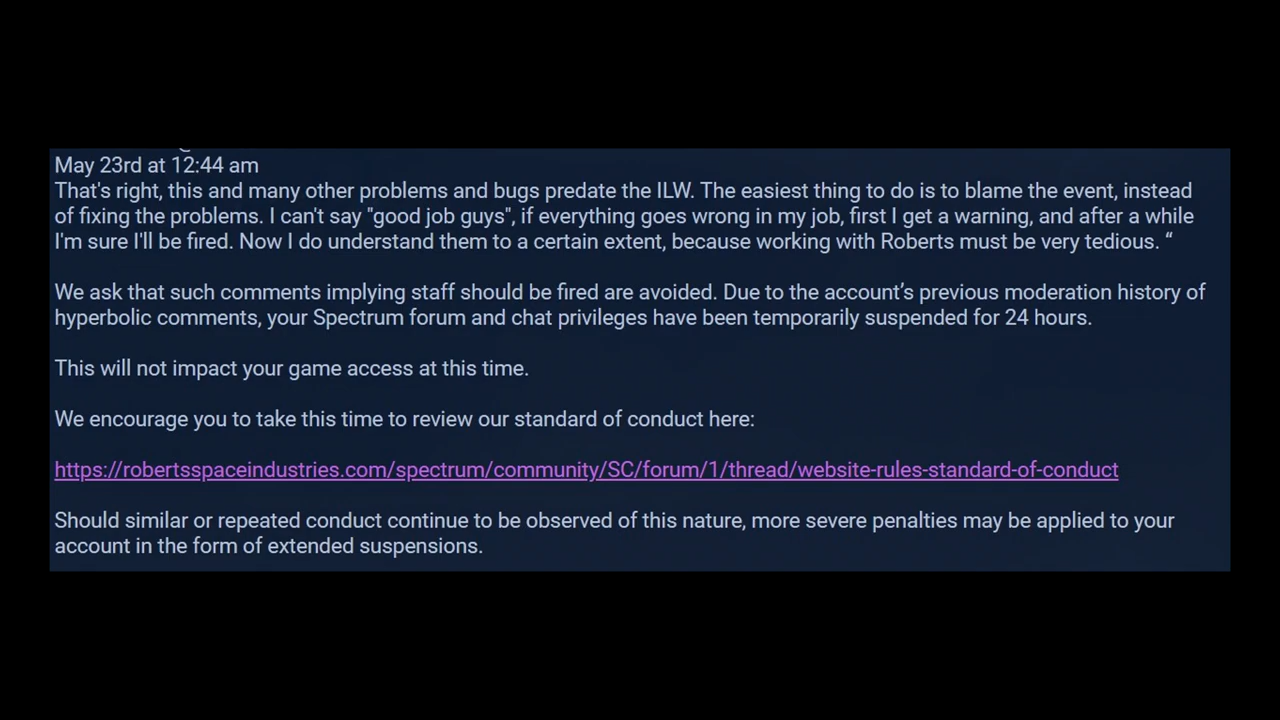 May 23rd at 12:44 am
That's right, this and many other problems and bugs predate the ILW. The easiest thing to do is to blame the event, instead
of fixing the problems. I can't say "good job guys", if everything goes wrong in my job, first I get a warning, and after a while
I'm sure I'll be fired. Now I do understand them to a certain extent, because working with Roberts must be very tedious. “
We ask that such comments implying staff should be fired are avoided. Due to the account’s previous moderation history of
hyperbolic comments, your Spectrum forum and chat privileges have been temporarily suspended for 24 hours.
This will not impact your game access at this time.
We encourage you to take this time to review our standard of conduct here:
https://robertsspaceindustries.com/spectrum/community/SC/forum/1/thread/website-rules-standard-of-conduct
Should similar or repeated conduct continue to be observed of this nature, more severe penalties may be applied to your
account in the form of extended suspensions.